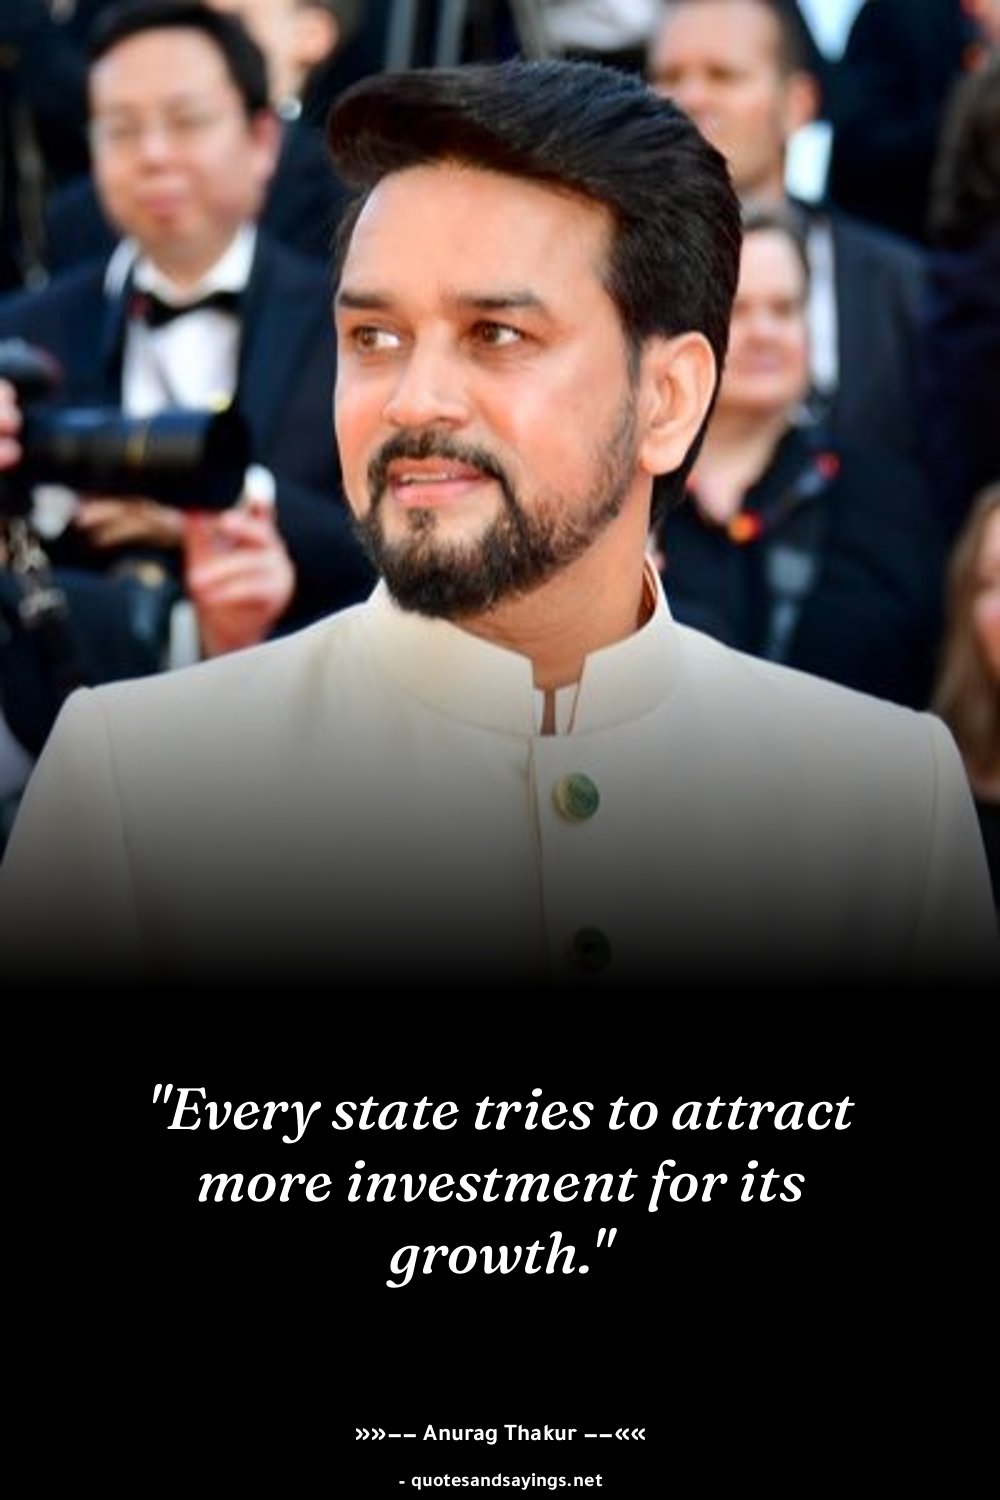 "Every state tries to attract
more investment for its
growth."
»»–– Anurag Thakur ––««
- quotesandsayings.net